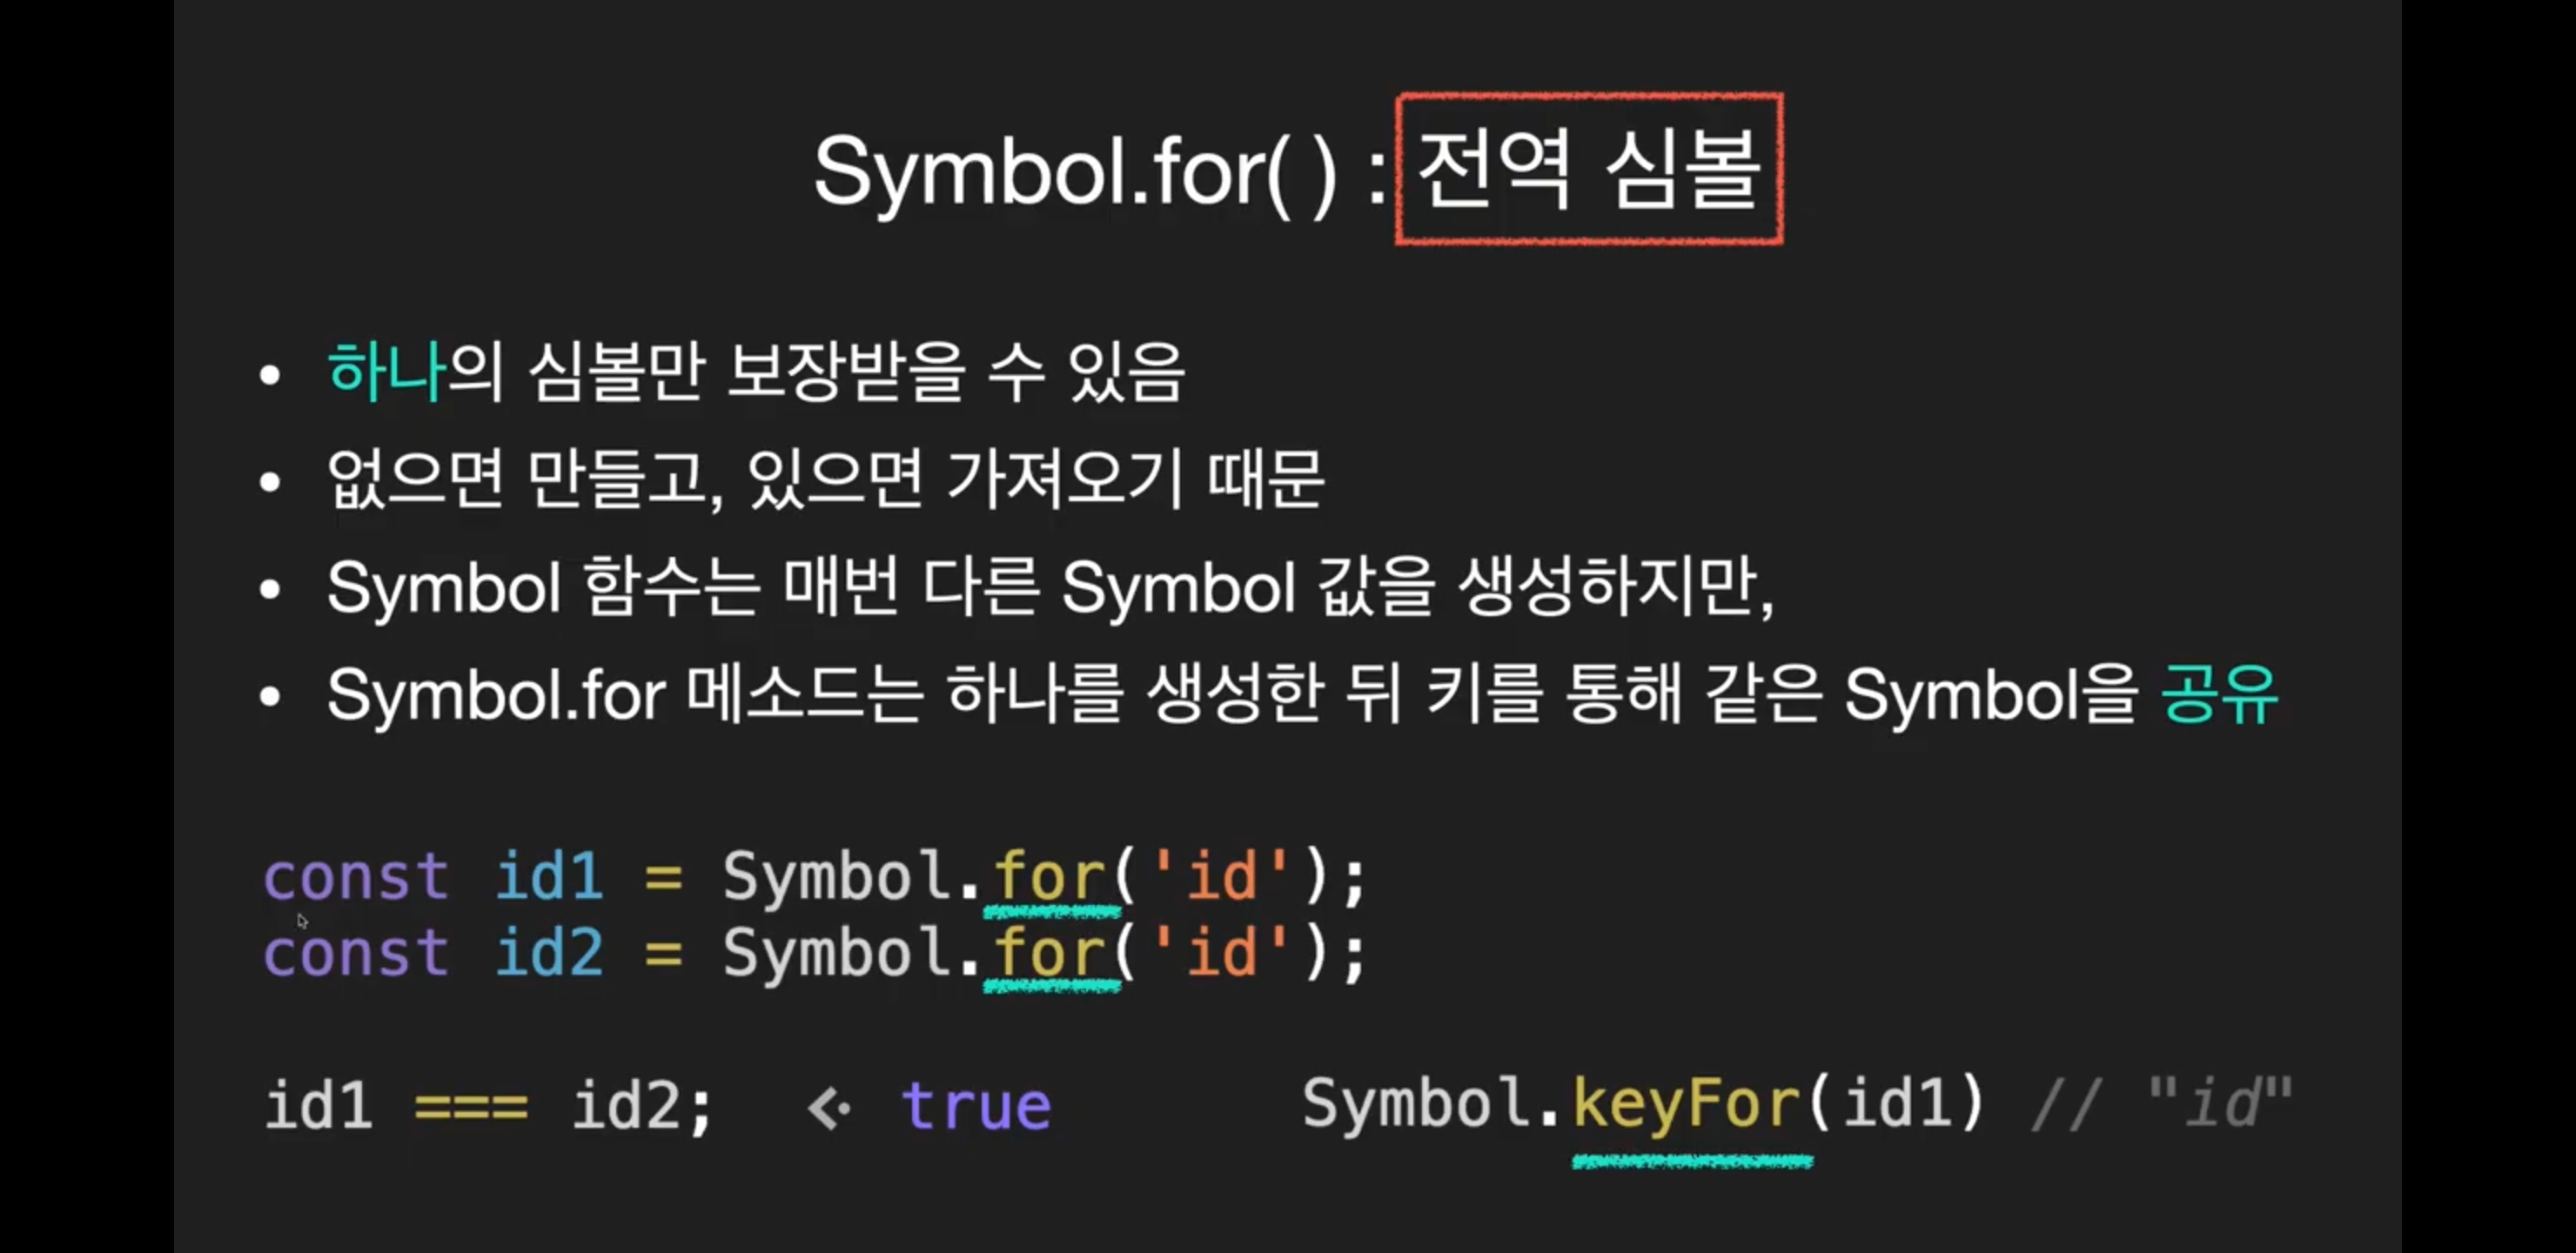 Symbol.for( ) : 전역 심볼
• 하나의 심볼만 보장받을 수 있음
• 없으면 만들고, 있으면 가져오기 때문
• Symbol 함수는 매번 다른 Symbol 값을 생성하지만,
• Symbol.for 메소드는 하나를 생성한 뒤 키를 통해 같은 Symbol을 공유
const id1 = Symbol.for('id');
const id2 = Symbol.for('id');
id1 === id2; <· true Symbol.keyFor(id1) // "id"